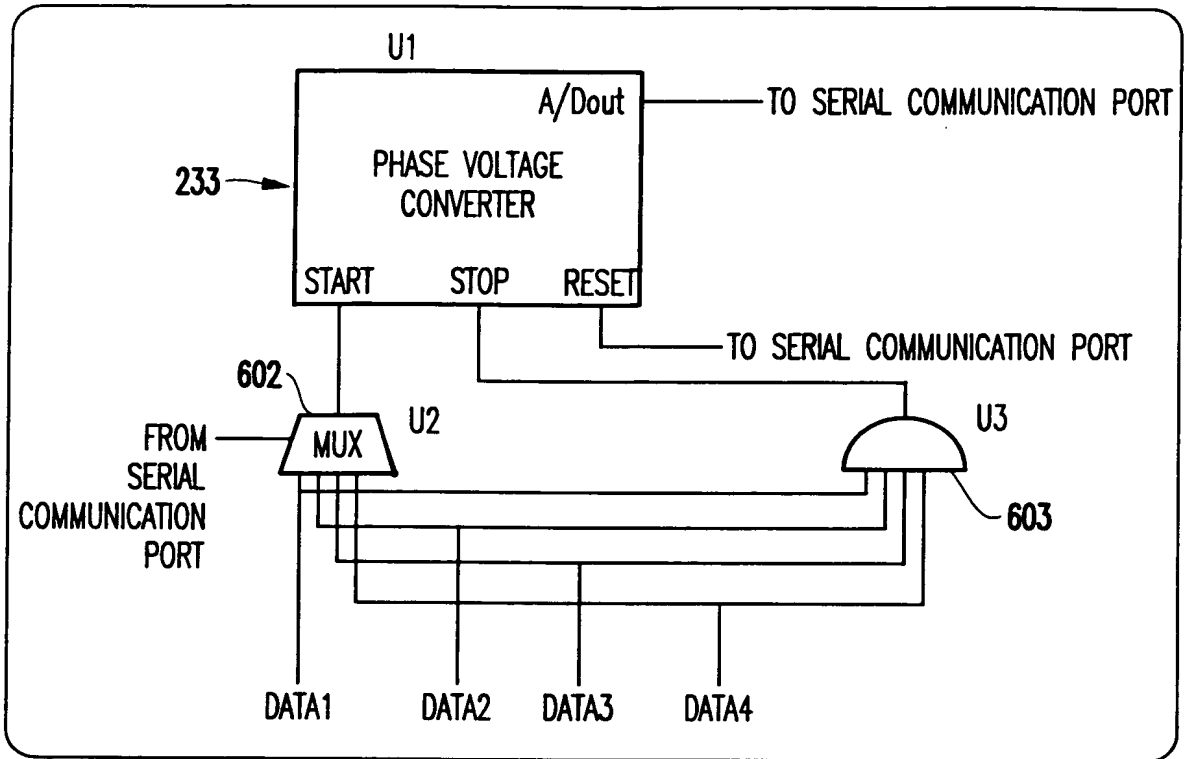 U1
A/Dout
TO SERIAL COMMUNICATION PORT
PHASE VOLTAGE
CONVERTER
233
START
STOP
RESET
TO SERIAL COMMUNICATION PORT
602
U2
U3
FROM
SERIAL
COMMUNICATION
PORT
MUX
603
DATA1
DATA2
DATA3
DATA4